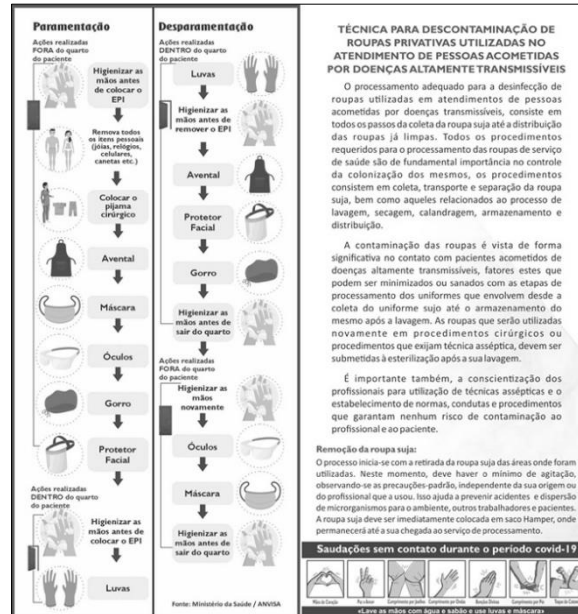 Paramentação
Ações realizadas
FORA do quarto
do paciente
Higienizar as
mãos antes
de colocar o
EPI
Remova todos
os itens pessoais
(jóias, relógios,
celulares,
canetas etc.)
Colocar o
pijama
cirúrgico
Avental
Máscara
Óculos
Gorro
Protetor
Facial
Ações realizadas
DENTRO do quarto
do paciente
Higienizar as
mãos antes
de colocar o EPI
Luvas
Desparamentação
Ações realizadas
DENTRO do quarto
do paciente
Luvas
Higienizar as
mãos antes de
remover o EPI
Avental
Protetor
Facial
Gorro
Higienizar as
mãos antes de
sair do quarto
Ações realizadas
FORA do quarto
do paciente
Higienizar as
mãos
novamente
Óculos
Máscara
Higienizar as
mãos antes de
sair do quarto
Fonte: Ministério da Saúde / ANVISA
TÉCNICA PARA DESCONTAMINAÇÃO DE
ROUPAS PRIVATIVAS UTILIZADAS NO
ATENDIMENTO DE PESSOAS ACOMETIDAS
POR DOENÇAS ALTAMENTE TRANSMISSÍVEIS
O processamento adequado para a desinfecção de
roupas utilizadas em atendimentos de pessoas
acometidas por doenças transmissíveis, consiste em
todos os passos da coleta da roupa suja até a distribuição
das roupas já limpas. Todos os procedimentos
requeridos para o processamento das roupas de serviço
de saúde são de fundamental importância no controle
da colonização dos mesmos, os procedimentos
consistem em coleta, transporte e separação da roupa
suja, bem como aqueles relacionados ao processo de
lavagem, secagem, calandragem, armazenamento e
distribuição.
A contaminação das roupas é vista de forma
significativa no contato com pacientes acometidos de
doenças altamente transmissíveis, fatores estes que
podem ser minimizados ou sanados com as etapas de
processamento dos uniformes que envolvem desde a
coleta do uniforme sujo até o armazenamento do
mesmo após a lavagem. As roupas que serão utilizadas
novamente em procedimentos cirúrgicos ou
procedimentos que exijam técnica asséptica, devem ser
submetidas à esterilização após a sua lavagem.
É importante também, a conscientização dos
profissionais para utilização de técnicas assépticas e o
estabelecimento de normas, condutas e procedimentos
que garantam nenhum risco de contaminação ao
profissional e ao paciente.
Remoção da roupa suja:
O processo inicia-se com a retirada da roupa suja das áreas onde foram
utilizadas. Neste momento, deve haver o mínimo de agitação,
observando-se as precauções-padrão, independente da sua origem ou
do profissional que a usou. Isso ajuda a prevenir acidentes e dispersão
de microrganismos para o ambiente, outros trabalhadores e pacientes.
A roupa suja deve ser imediatamente colocada em saco Hamper, onde
permanecerá até a sua chegada ao serviço de processamento.
Saudações sem contato durante o período covid-19
«Lave as mãos com água e sabão e use luvas e máscara»